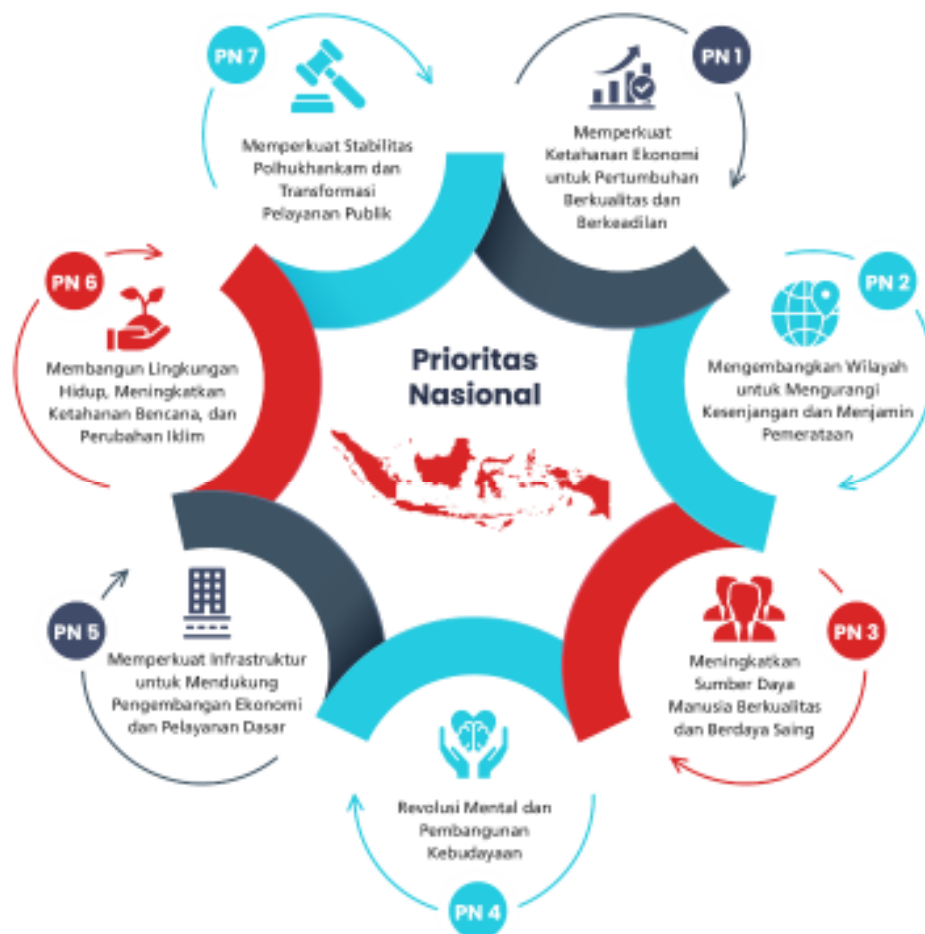 Prioritas
Nasional
PN 1
Memperkuat
Ketahanan Ekonomi
untuk Pertumbuhan
Berkualitas dan
Berkeadilan
PN 2
Mengembangkan Wilayah
untuk Mengurangi
Kesenjangan dan Menjamin
Pemerataan
PN 3
Meningkatkan
Sumber Daya
Manusia Berkualitas
dan Berdaya Saing
PN 4
Revolusi Mental dan
Pembangunan
Kebudayaan
PN 5
Memperkuat Infrastruktur
untuk Mendukung
Pengembangan Ekonomi
dan Pelayanan Dasar
PN 6
Membangun Lingkungan
Hidup, Meningkatkan
Ketahanan Bencana, dan
Perubahan Iklim
PN 7
Memperkuat Stabilitas
Polhukhankam dan
Transformasi
Pelayanan Publik